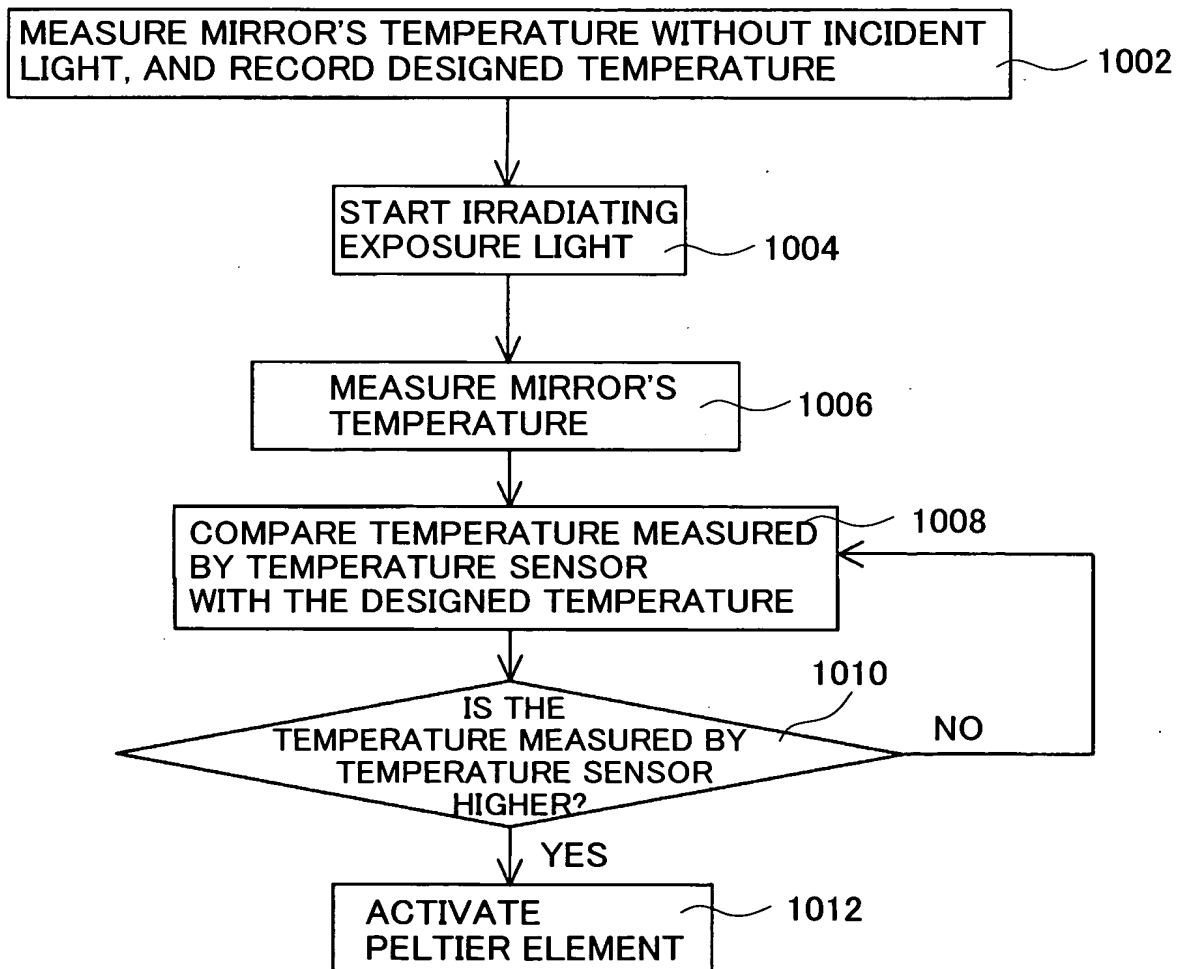 MEASURE MIRROR'S TEMPERATURE WITHOUT INCIDENT
LIGHT, AND RECORD DESIGNED TEMPERATURE
1002
START IRRADIATING
EXPOSURE LIGHT
1004
MEASURE MIRROR'S
TEMPERATURE
1006
COMPARE TEMPERATURE MEASURED
BY TEMPERATURE SENSOR
WITH THE DESIGNED TEMPERATURE
1008
IS THE
TEMPERATURE MEASURED BY
TEMPERATURE SENSOR
HIGHER?
1010
NO
YES
ACTIVATE
PELTIER ELEMENT
1012